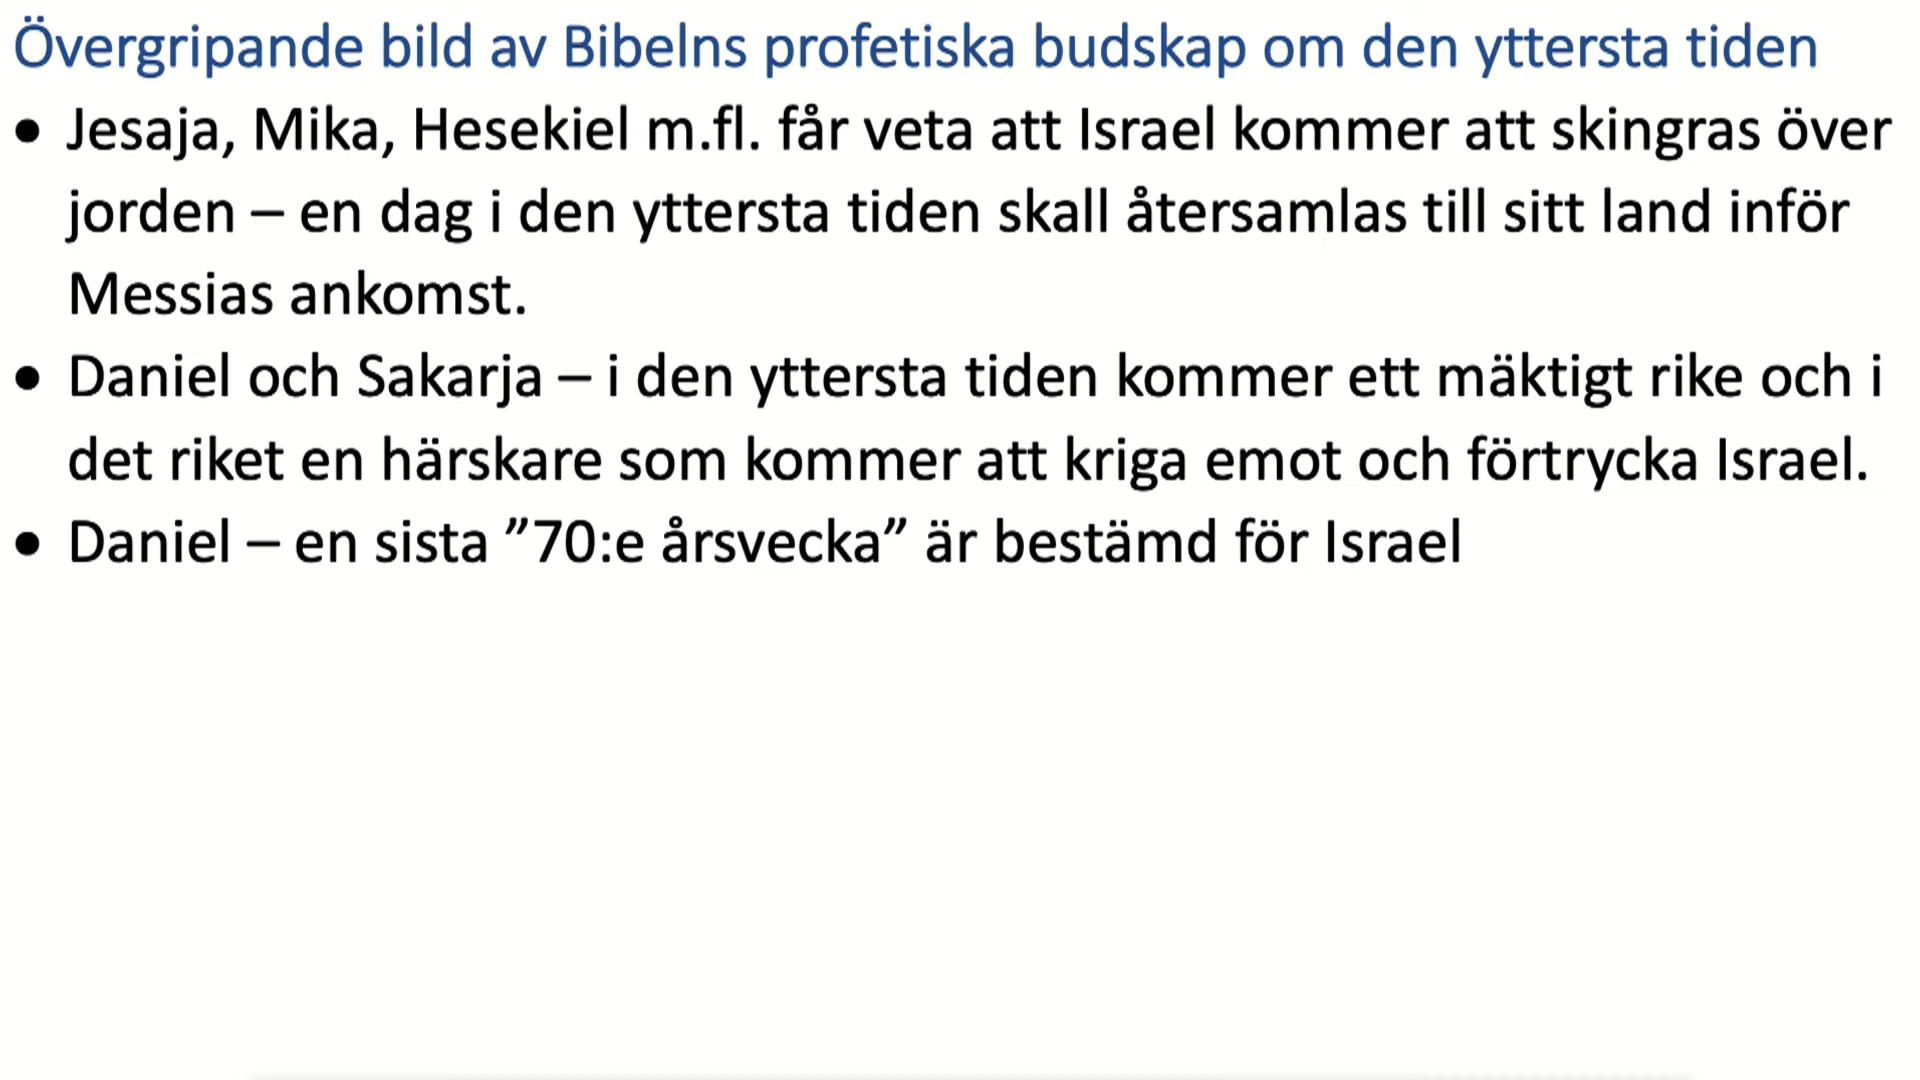 Övergripande bild av Bibelns profetiska budskap om den yttersta tiden
• Jesaja, Mika, Hesekiel m.fl. får veta att Israel kommer att skingras över
jorden – en dag i den yttersta tiden skall återsamlas till sitt land inför
Messias ankomst.
• Daniel och Sakarja – i den yttersta tiden kommer ett mäktigt rike och i
det riket en härskare som kommer att kriga emot och förtrycka Israel.
• Daniel – en sista ”70:e årsvecka” är bestämd för Israel